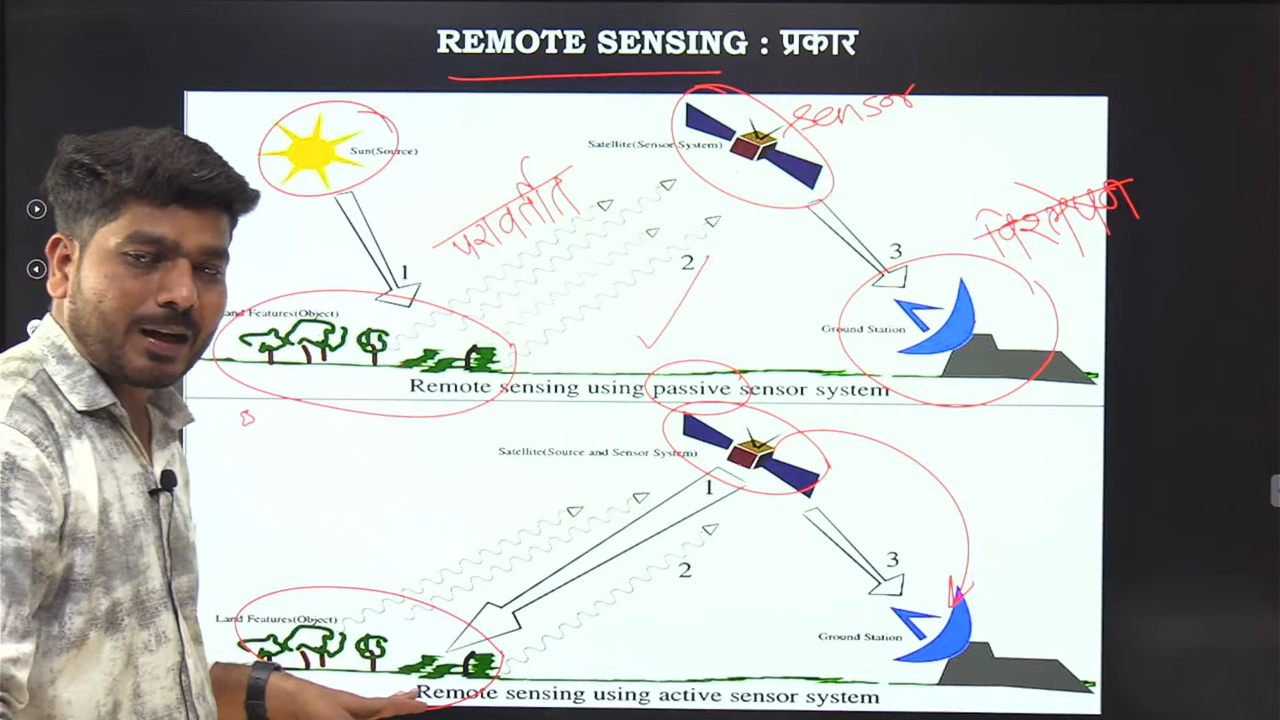 REMOTE SENSING : प्रकार
sensor
Sun(Source)
Satellite(Sensor System)
परावर्तीत
विश्लेषण
1
2
3
Land Features(Object)
Ground Station
Remote sensing using passive sensor system
Satellite(Source and Sensor System)
1
2
3
Land Features(Object)
Ground Station
Remote sensing using active sensor system